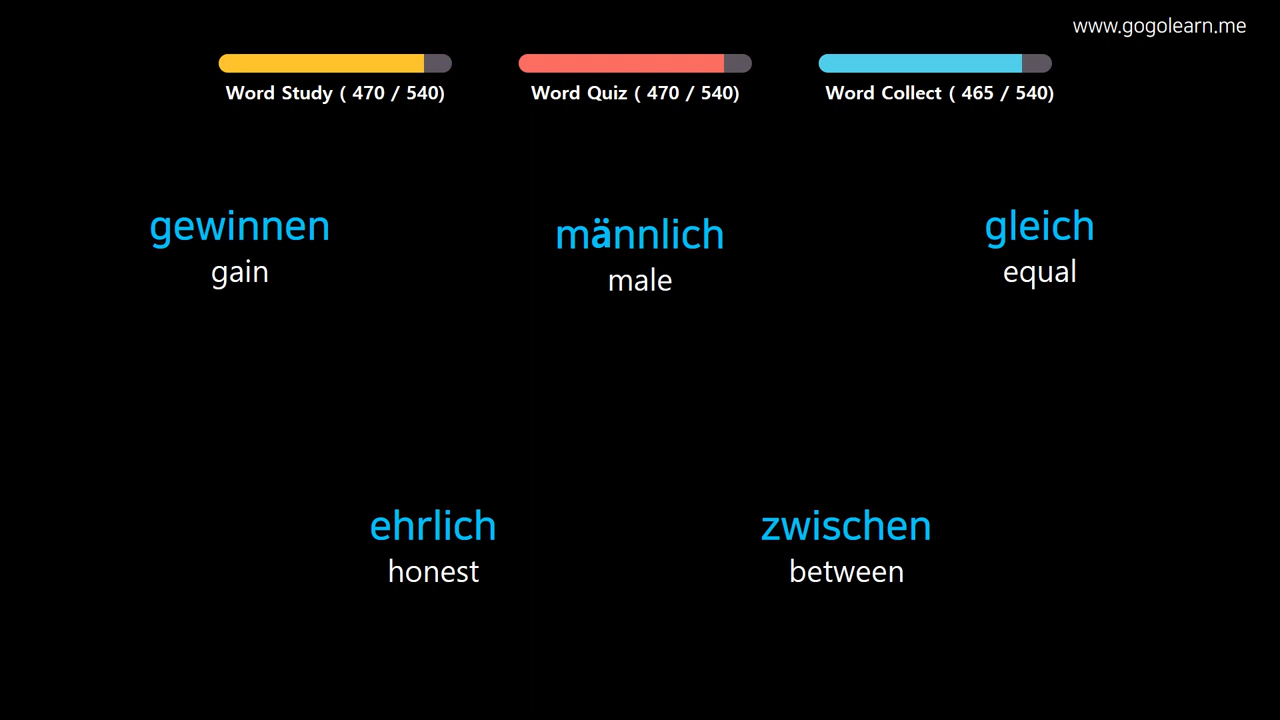 www.gogolearn.me
Word Study ( 470 / 540)
Word Quiz ( 470 / 540)
Word Collect ( 465 / 540)
gewinnen
gain
männlich
male
gleich
equal
ehrlich
honest
zwischen
between